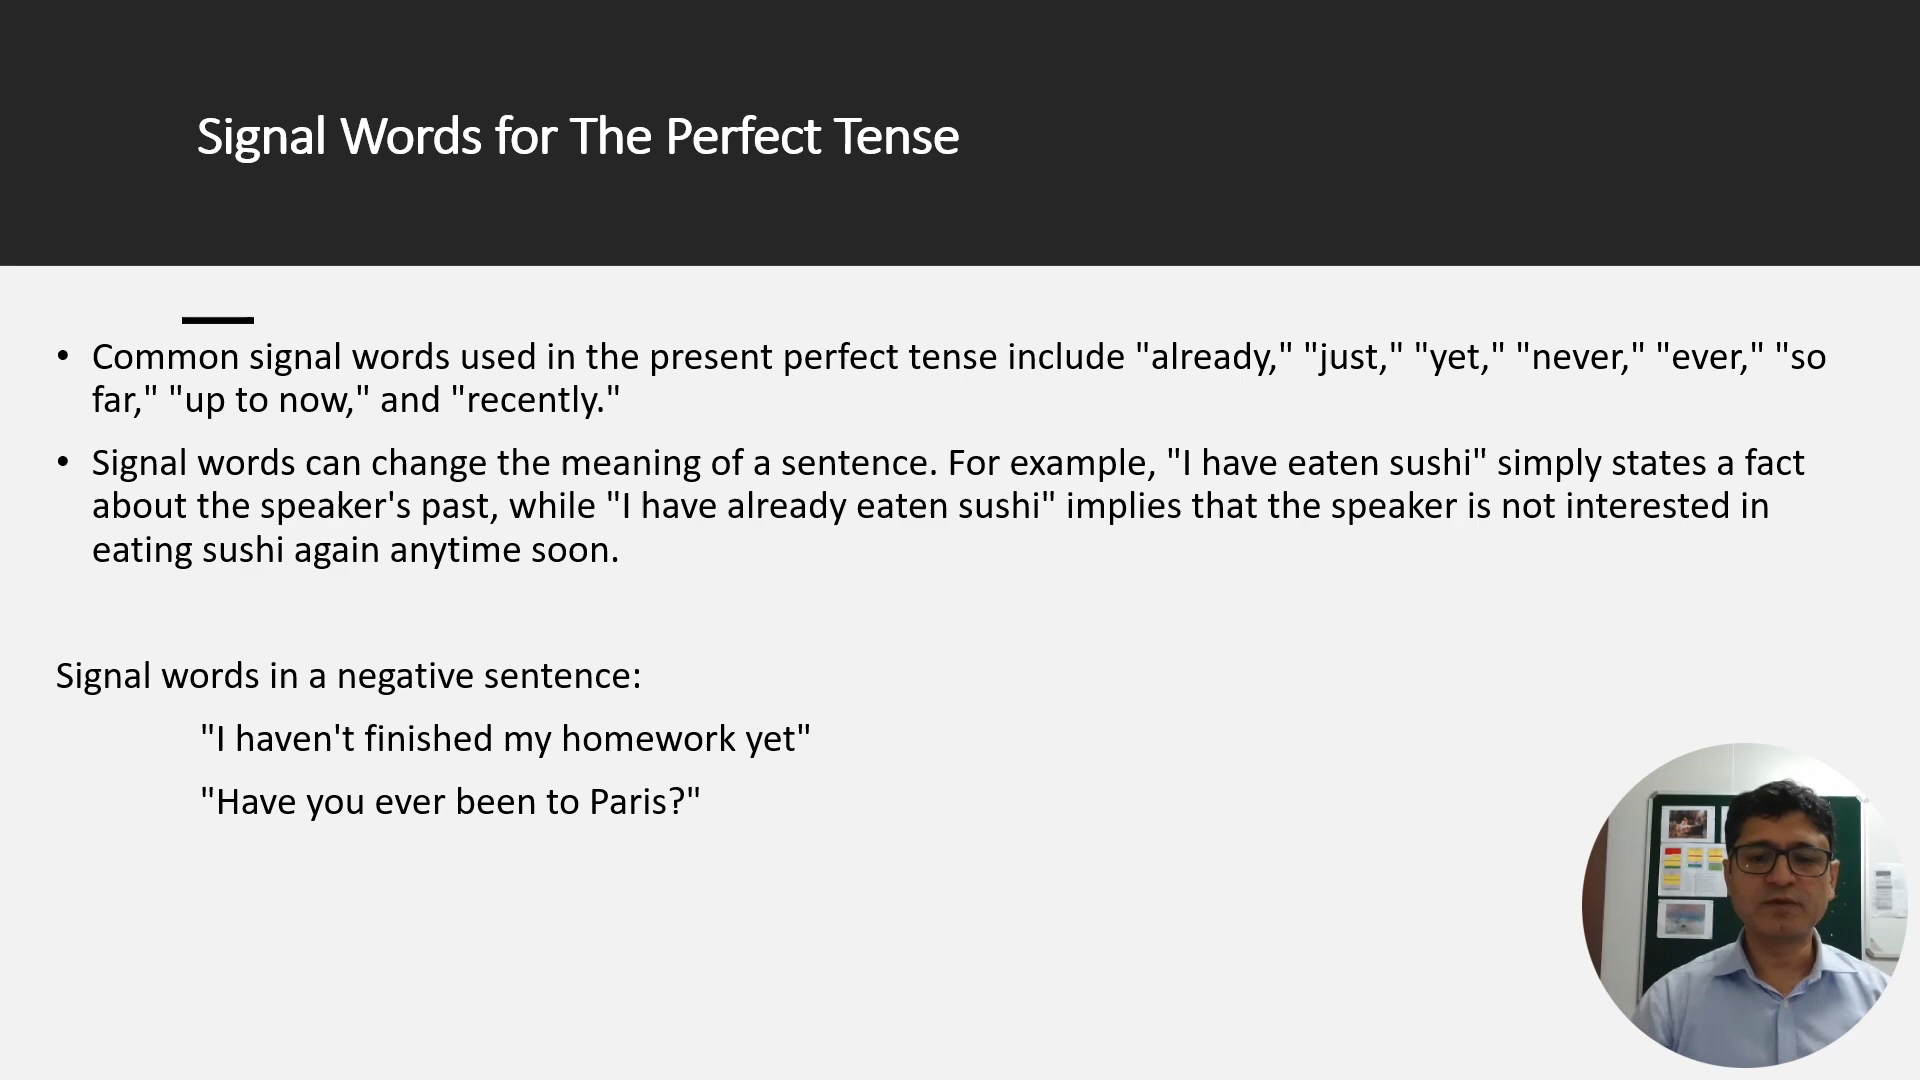 Signal Words for The Perfect Tense
• Common signal words used in the present perfect tense include "already," "just," "yet," "never," "ever," "so
far," "up to now," and "recently."
• Signal words can change the meaning of a sentence. For example, "I have eaten sushi" simply states a fact
about the speaker's past, while "I have already eaten sushi" implies that the speaker is not interested in
eating sushi again anytime soon.
Signal words in a negative sentence:
"I haven't finished my homework yet"
"Have you ever been to Paris?"